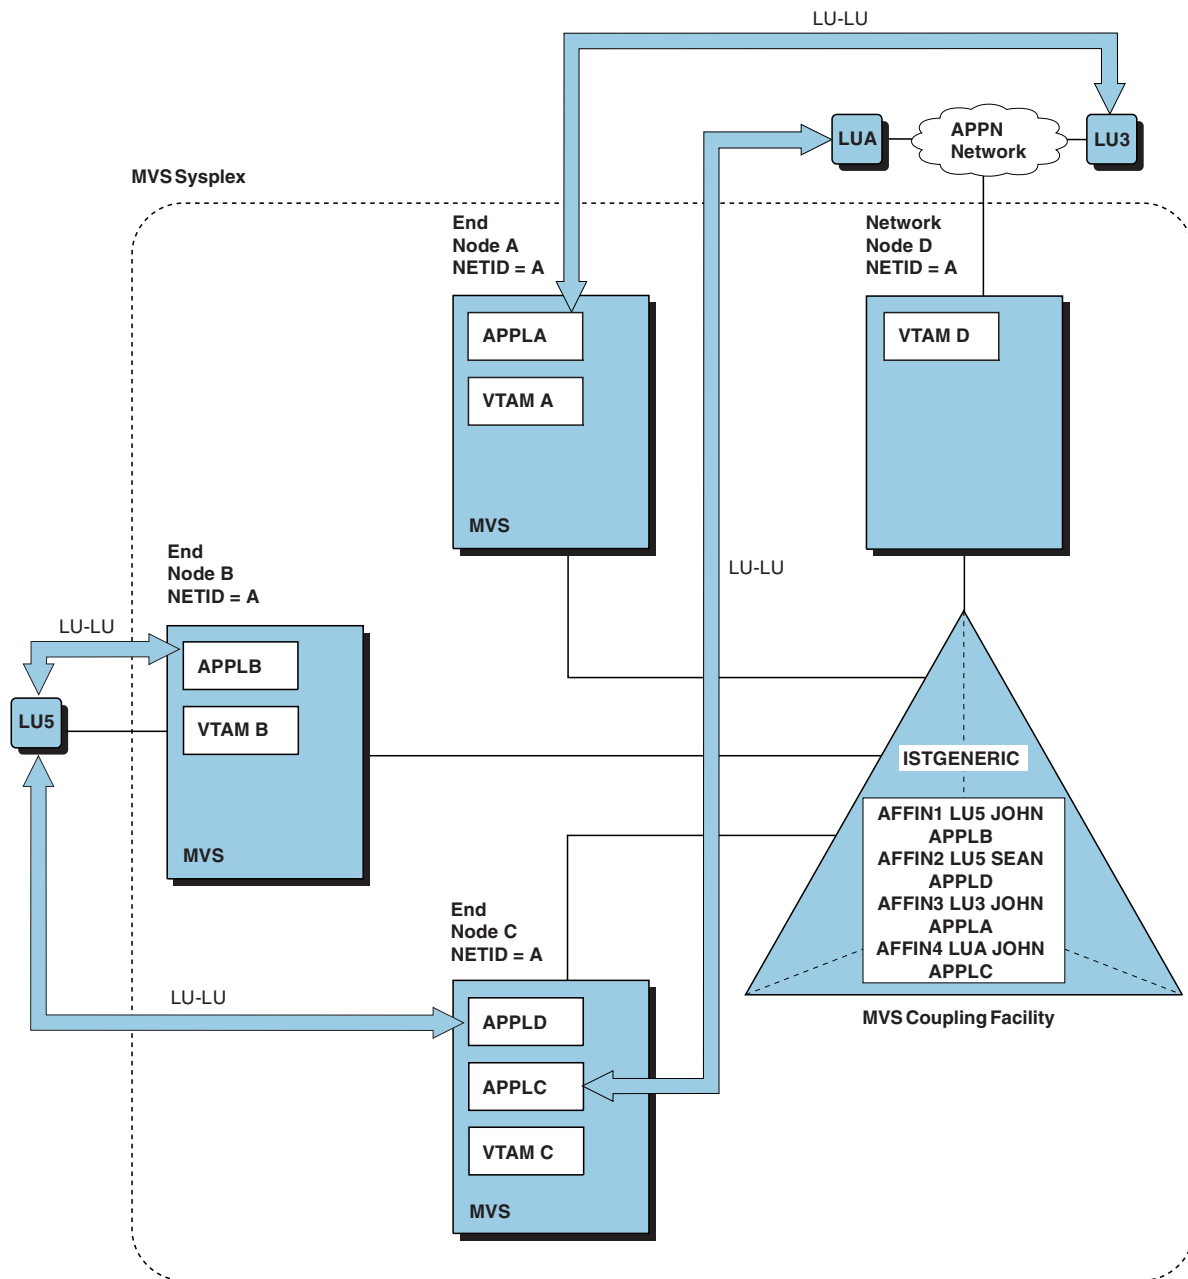 LU-LU
LUA
APPN
Network
LU3
MVS Sysplex
End
Node A
NETID = A
Network
Node D
NETID = A
APPLA
VTAM A
MVS
VTAM D
End
Node B
NETID = A
LU-LU
LU-LU
APPLB
LU5
VTAM B
MVS
ISTGENERIC
AFFIN1 LU5 JOHN
APPLB
AFFIN2 LU5 SEAN
APPLD
AFFIN3 LU3 JOHN
APPLA
AFFIN4 LUA JOHN
APPLC
MVS Coupling Facility
End
Node C
NETID = A
LU-LU
APPLD
APPLC
VTAM C
MVS